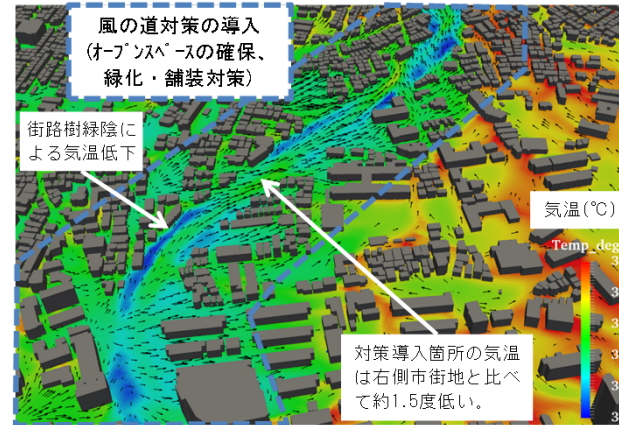 風の道対策の導入
(ｵｰﾌﾟﾝｽﾍﾟｰｽの確保、
緑化・舗装対策)
街路樹緑陰に
よる気温低下
気温(℃)
Temp_deg
対策導入箇所の気温
は右側市街地と比べ
て約1.5度低い。